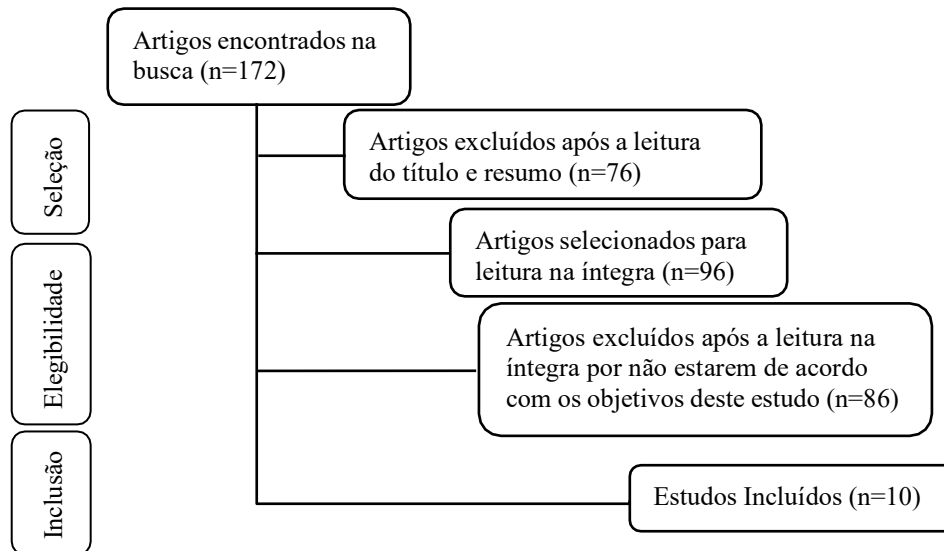 Artigos encontrados na
busca (n=172)
Seleção
Artigos excluídos após a leitura
do título e resumo (n=76)
Artigos selecionados para
leitura na íntegra (n=96)
Elegibilidade
Artigos excluídos após a leitura na
íntegra por não estarem de acordo
com os objetivos deste estudo (n=86)
Inclusão
Estudos Incluídos (n=10)